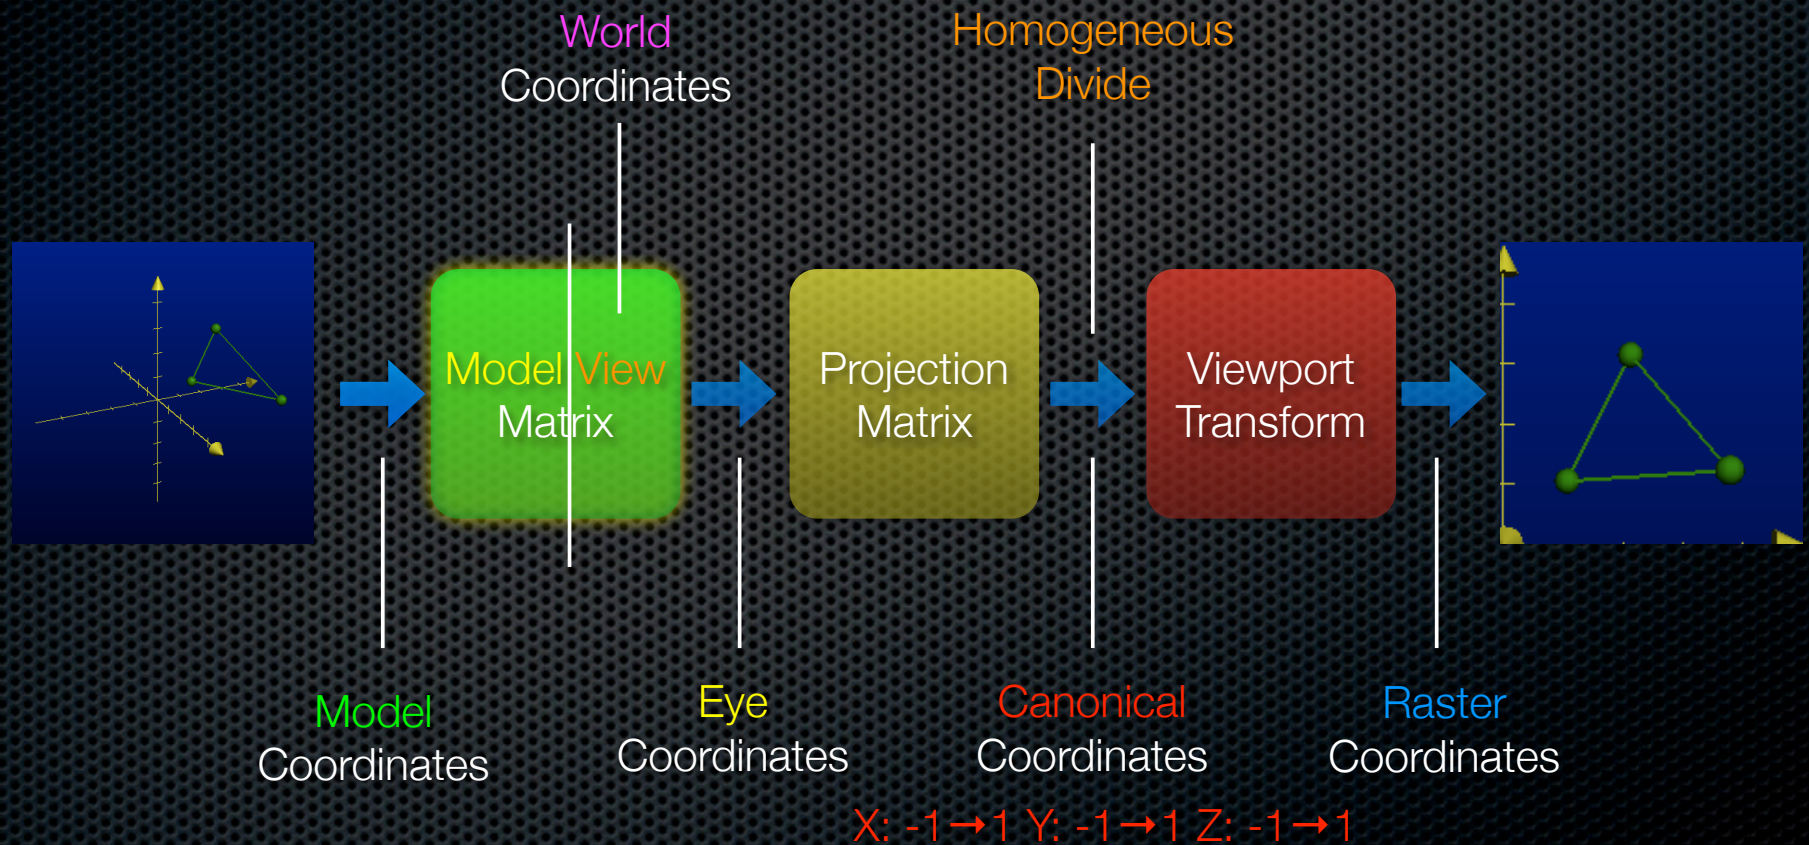 World
Coordinates
Homogeneous
Divide
Model View
Matrix
Projection
Matrix
Viewport
Transform
Model
Coordinates
Eye
Coordinates
Canonical
Coordinates
X: -1→1 Y: -1→1 Z: -1→1
Raster
Coordinates